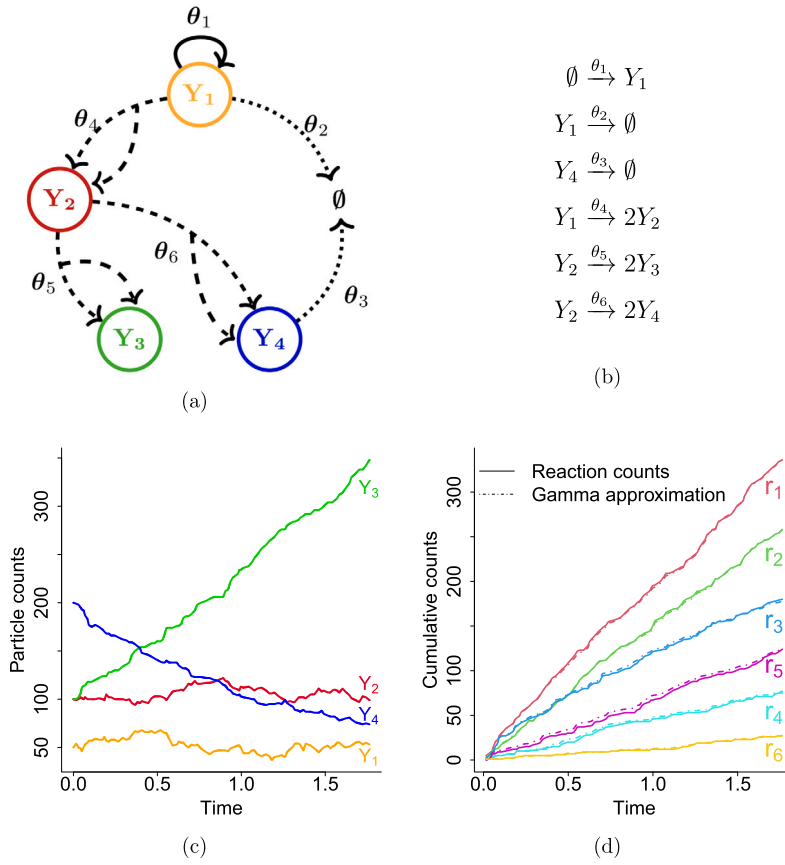 θ₁
Y₁
θ₄
θ₂
Y₂
∅
θ₆
θ₅
θ₃
Y₃
Y₄
(a)
∅ —θ₁→ Y₁
Y₁ —θ₂→ ∅
Y₄ —θ₃→ ∅
Y₁ —θ₄→ 2Y₂
Y₂ —θ₅→ 2Y₃
Y₂ —θ₆→ 2Y₄
(b)
Particle counts
300
200
100
50
Y₃
Y₂
Y₄
Y₁
0.0 0.5 1.0 1.5
Time
(c)
Cumulative counts
300
200
100
50
0
Reaction counts
Gamma approximation
r₁
r₂
r₃
r₅
r₄
r₆
0.0 0.5 1.0 1.5
Time
(d)